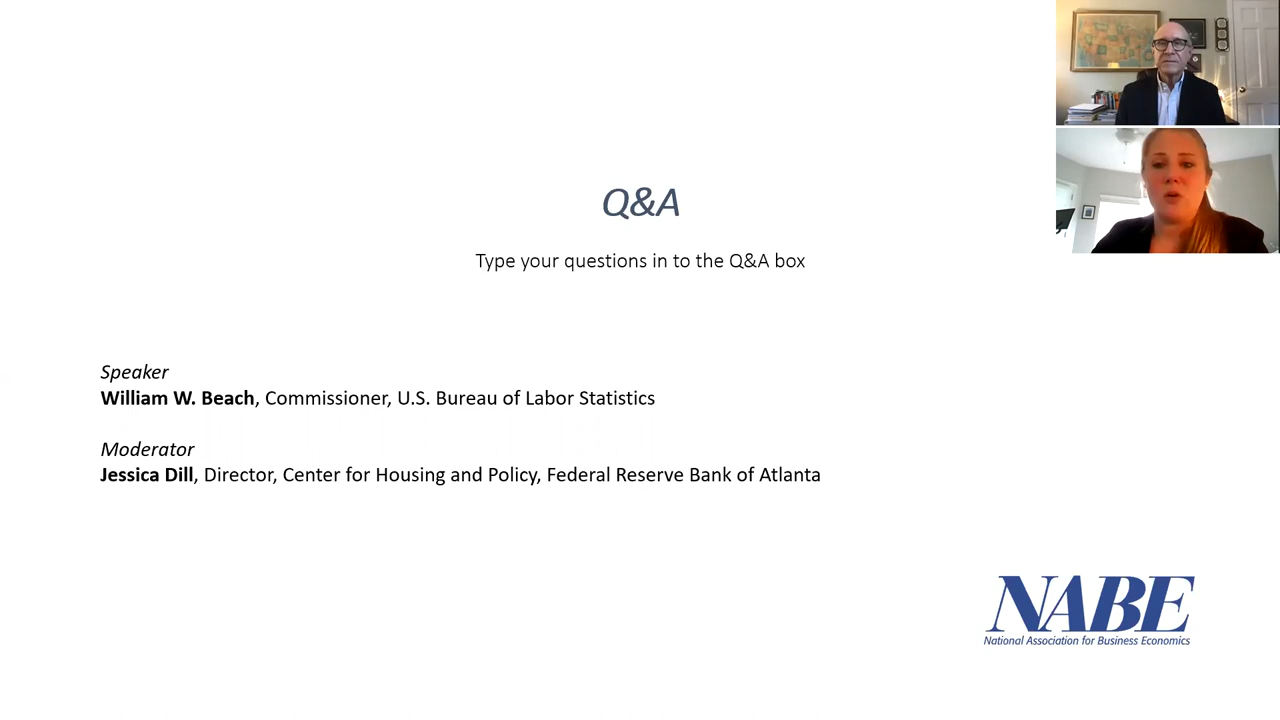 Q&A
Type your questions in to the Q&A box
Speaker
William W. Beach, Commissioner, U.S. Bureau of Labor Statistics
Moderator
Jessica Dill, Director, Center for Housing and Policy, Federal Reserve Bank of Atlanta
NABE
National Association for Business Economics